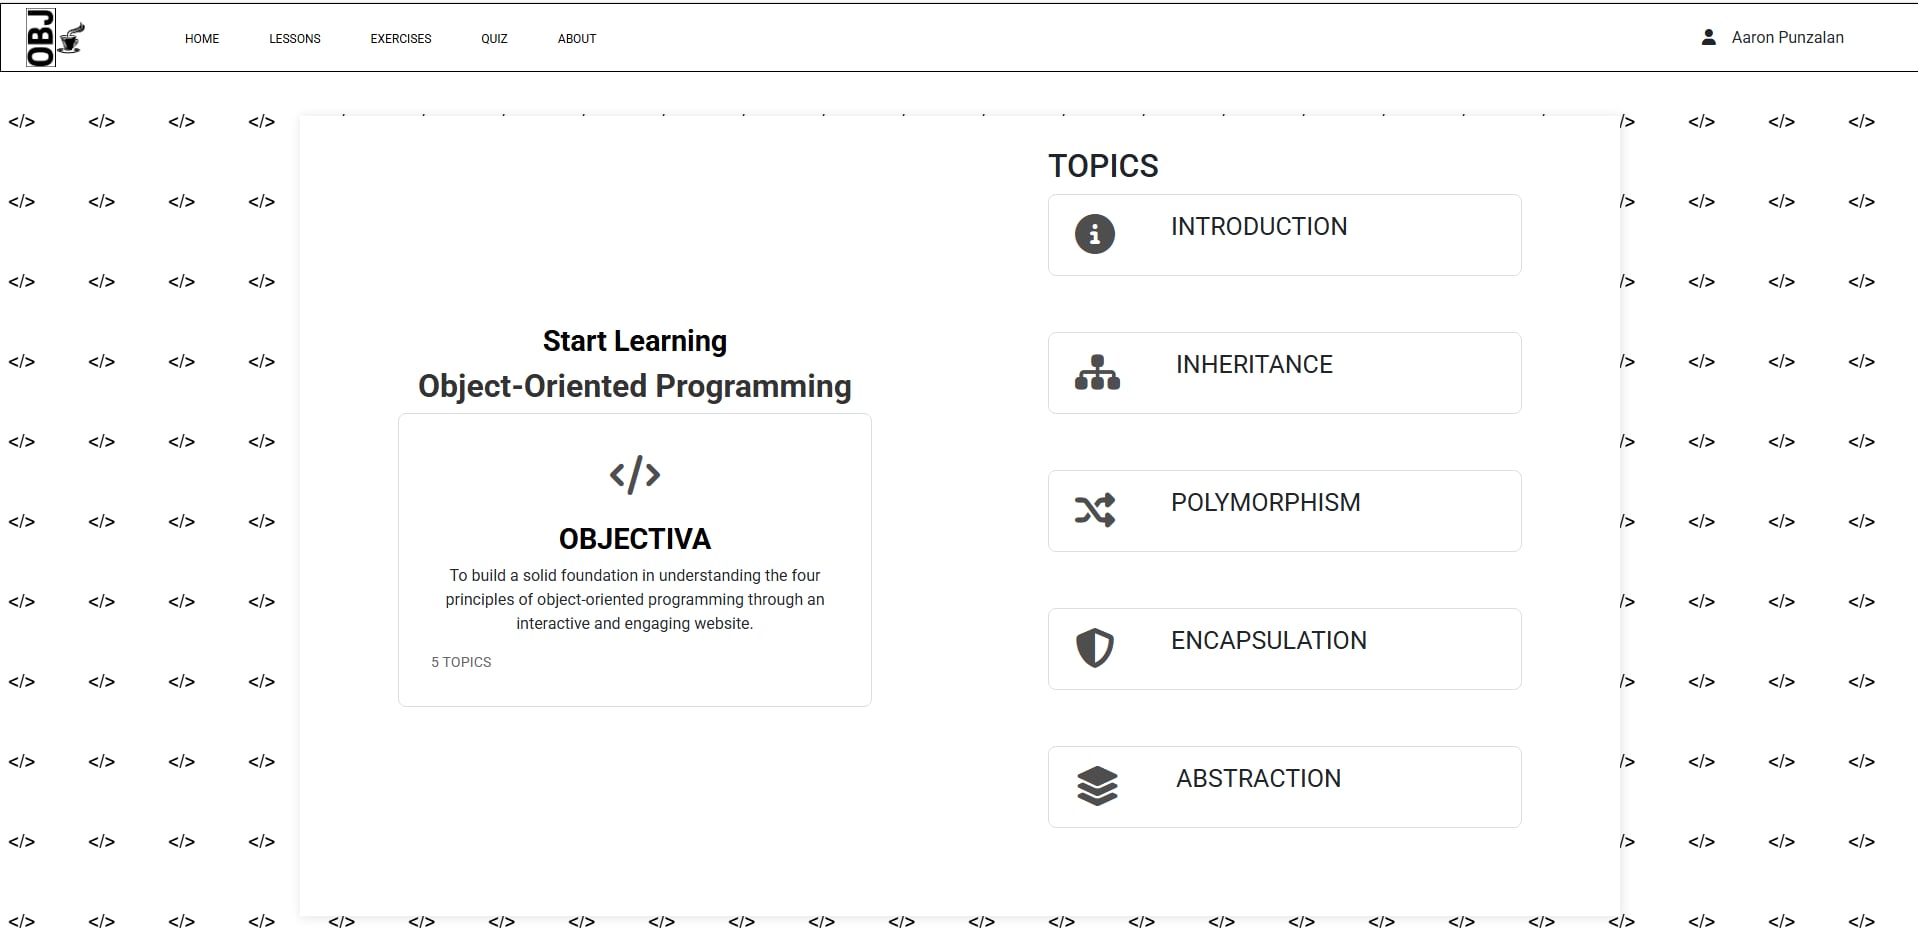 OBJ
HOME
LESSONS
EXERCISES
QUIZ
ABOUT
Aaron Punzalan
Start Learning
Object-Oriented Programming
</>
OBJECTIVA
To build a solid foundation in understanding the four
principles of object-oriented programming through an
interactive and engaging website.
5 TOPICS
TOPICS
INTRODUCTION
INHERITANCE
POLYMORPHISM
ENCAPSULATION
ABSTRACTION